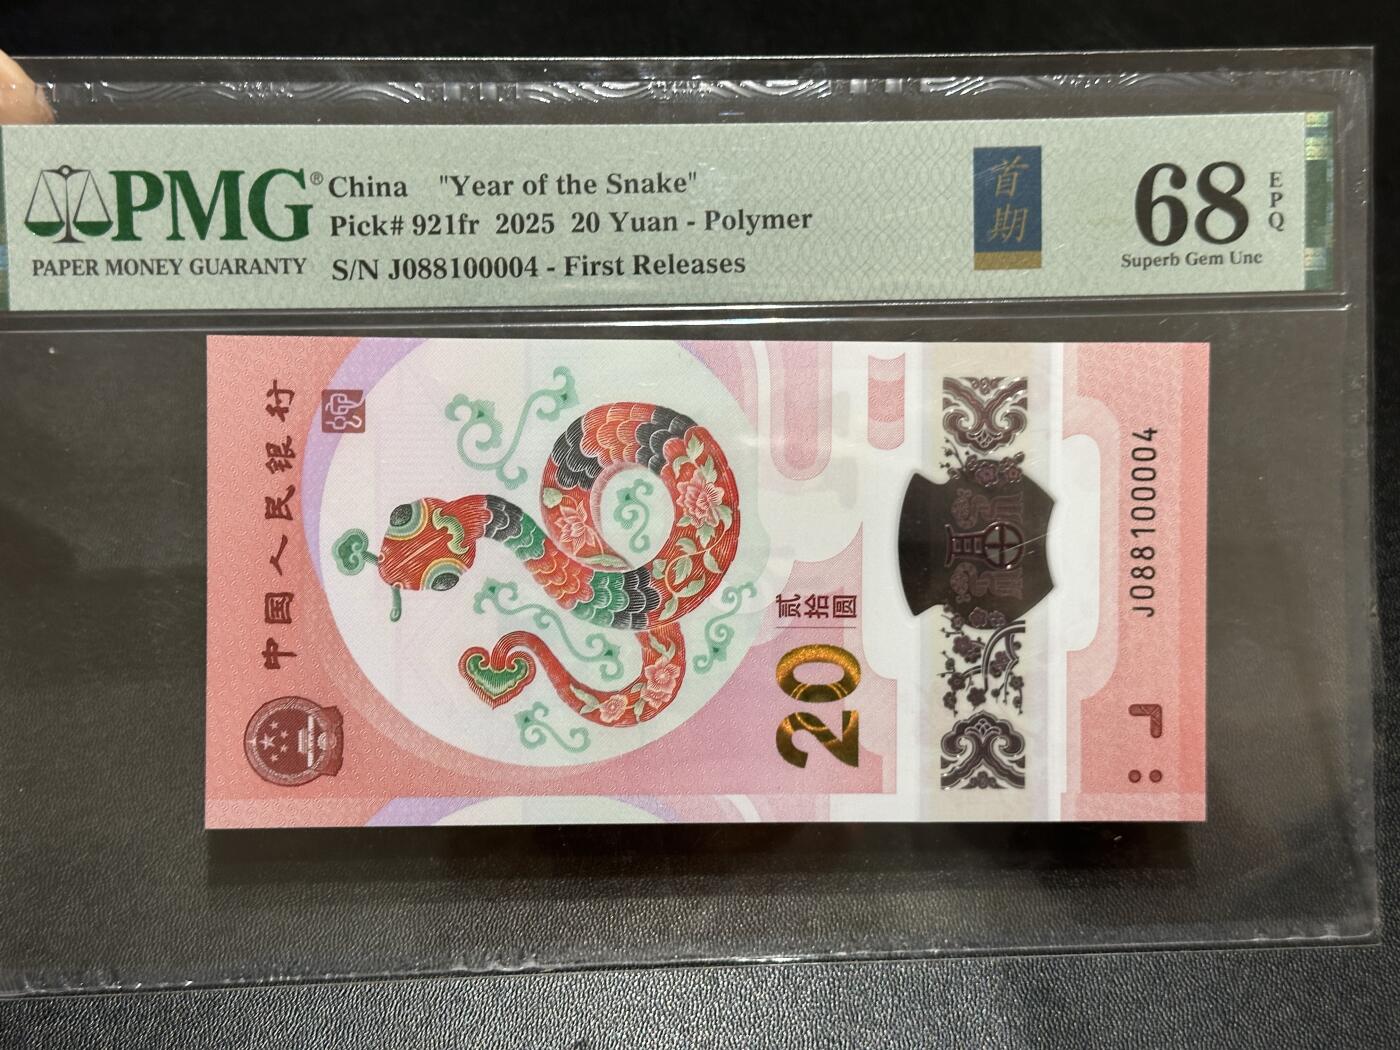 PMG®
PAPER MONEY GUARANTY
China "Year of the Snake"
Pick# 921fr 2025 20 Yuan - Polymer
S/N J088100004 - First Releases
首期
68
EPQ
Superb Gem Unc
中国人民银行
20
贰拾圆
J088100004